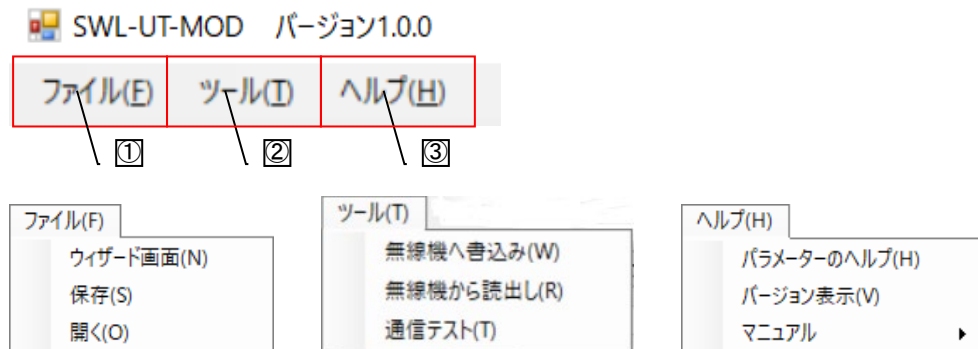 SWL-UT-MOD バージョン1.0.0
ファイル(F) ツール(T) ヘルプ(H)
① ② ③
ファイル(F)
ウィザード画面(N)
保存(S)
開く(O)
ツール(T)
無線機へ書込み(W)
無線機から読出し(R)
通信テスト(T)
ヘルプ(H)
パラメーターのヘルプ(H)
バージョン表示(V)
マニュアル